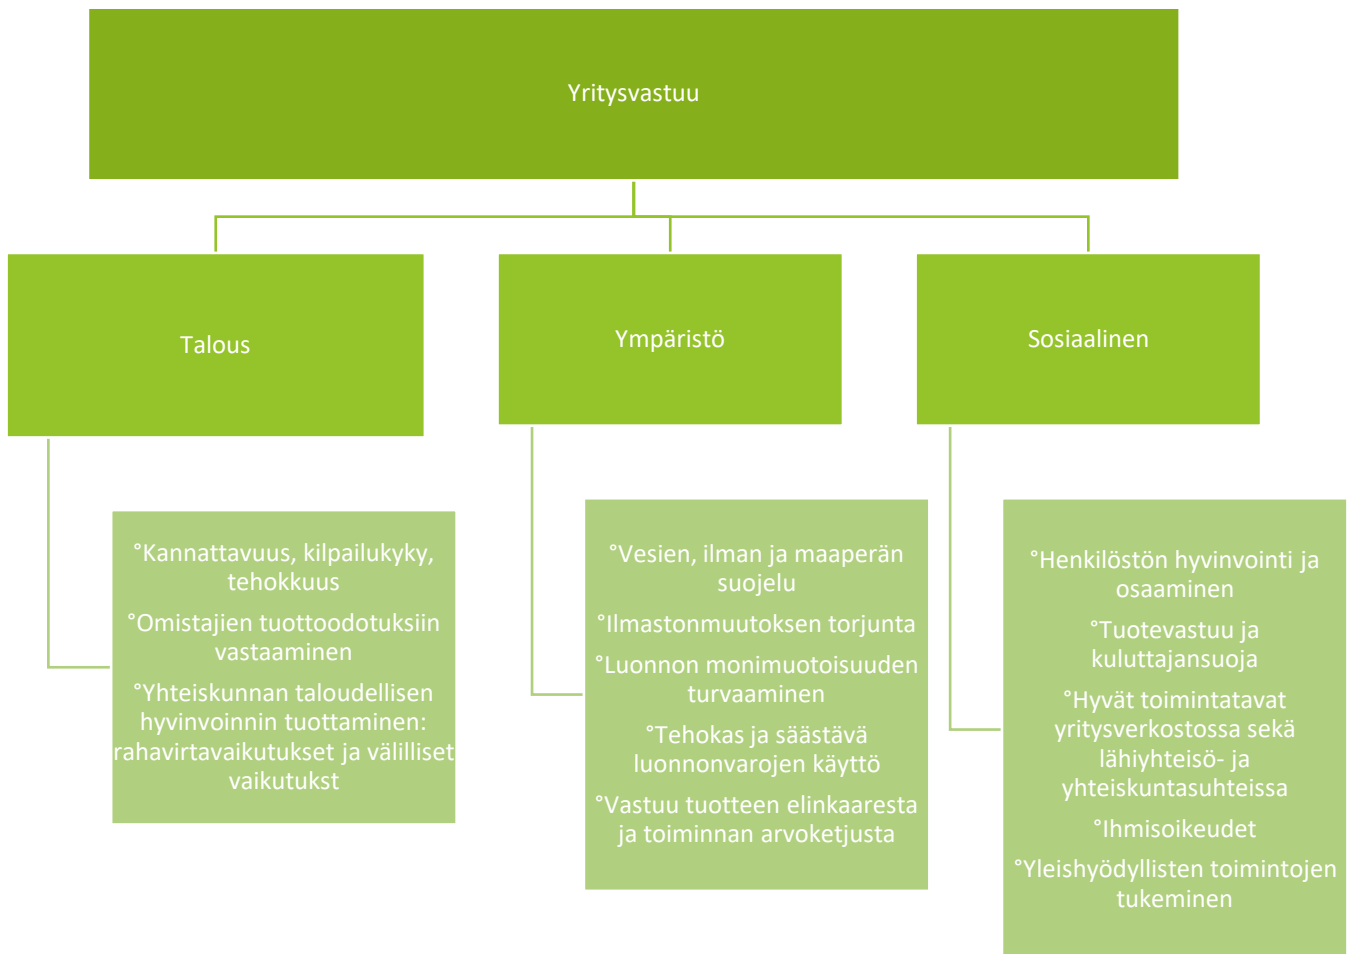 Yritysvastuu
Talous
Ympäristö
Sosiaalinen
°Kannattavuus, kilpailukyky,
tehokkuus
°Omistajien tuottoodotuksiin
vastaaminen
°Yhteiskunnan taloudellisen
hyvinvoinnin tuottaminen:
rahavirtavaikutukset ja välilliset
vaikutukst
°Vesien, ilman ja maaperän
suojelu
°Ilmastonmuutoksen torjunta
°Luonnon monimuotoisuuden
turvaaminen
°Tehokas ja säästävä
luonnonvarojen käyttö
°Vastuu tuotteen elinkaaresta
ja toiminnan arvoketjusta
°Henkilöstön hyvinvointi ja
osaaminen
°Tuotevastuu ja
kuluttajansuoja
°Hyvät toimintatavat
yritysverkostossa sekä
lähiyhteisö- ja
yhteiskuntasuhteissa
°Ihmisoikeudet
°Yleishyödyllisten toimintojen
tukeminen